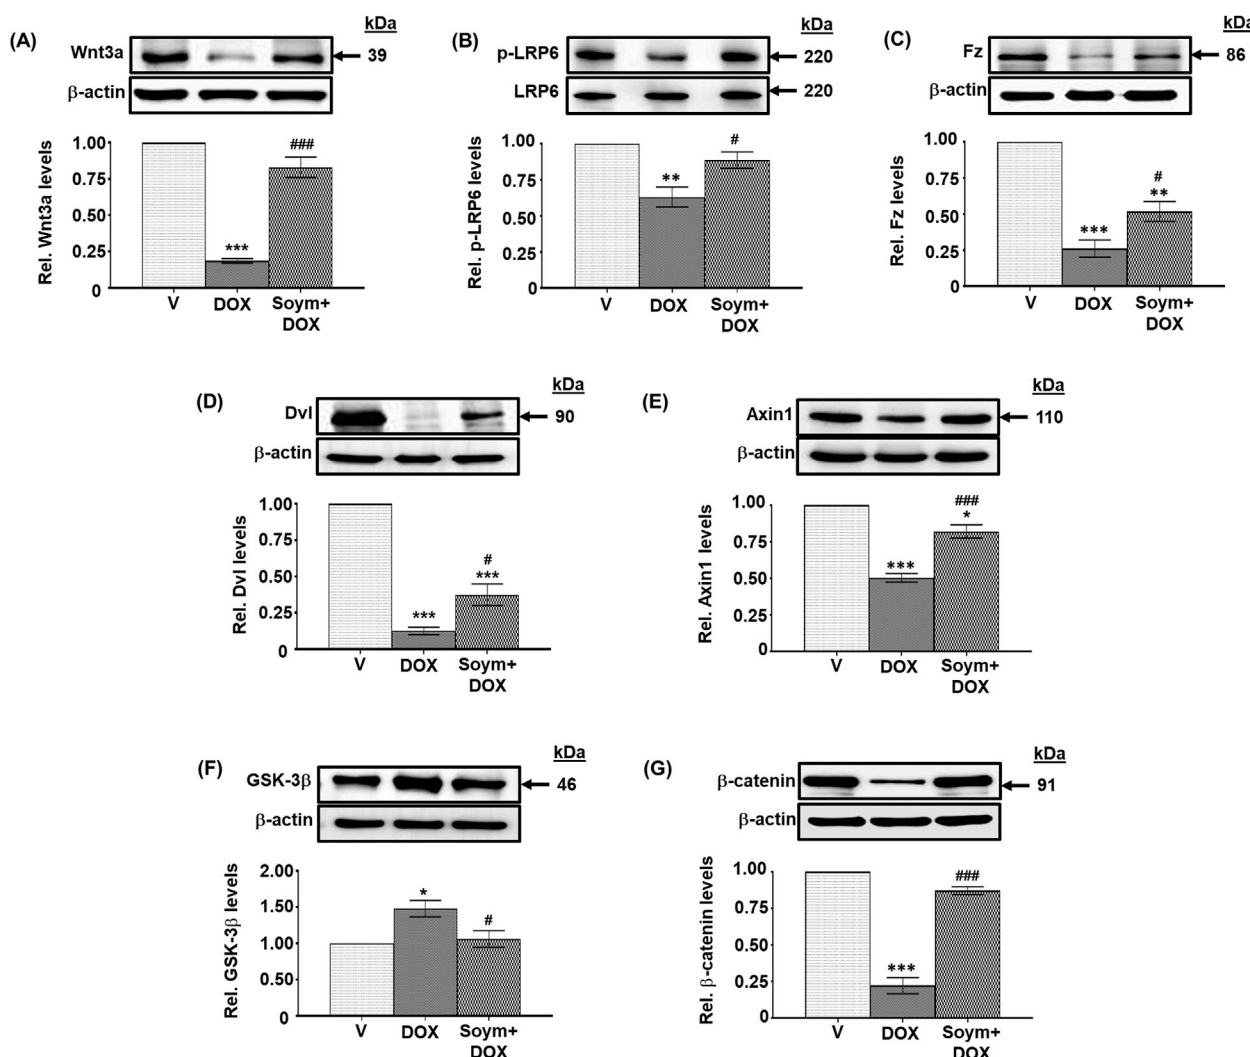 (A)
kDa
Wnt3a
39
β-actin
1.00
0.75
0.50
0.25
0
Rel. Wnt3a levels
***
###
V DOX Soym+
DOX
(B)
kDa
p-LRP6
220
LRP6
220
1.00
0.75
0.50
0.25
0
Rel. p-LRP6 levels
**
#
V DOX Soym+
DOX
(C)
kDa
Fz
86
β-actin
1.00
0.75
0.50
0.25
0
Rel. Fz levels
***
#
**
V DOX Soym+
DOX
(D)
kDa
Dvl
90
β-actin
1.00
0.50
0.25
0
Rel. Dvl levels
***
#
***
V DOX Soym+
DOX
(E)
kDa
Axin1
110
β-actin
1.00
0.75
0.50
0.25
0
Rel. Axin1 levels
***
###
*
V DOX Soym+
DOX
(F)
kDa
GSK-3β
46
β-actin
2.00
1.50
1.00
0.50
0
Rel. GSK-3β levels
*
#
V DOX Soym+
DOX
(G)
kDa
β-catenin
91
β-actin
1.00
0.75
0.50
0.25
0
Rel. β-catenin levels
***
###
V DOX Soym+
DOX